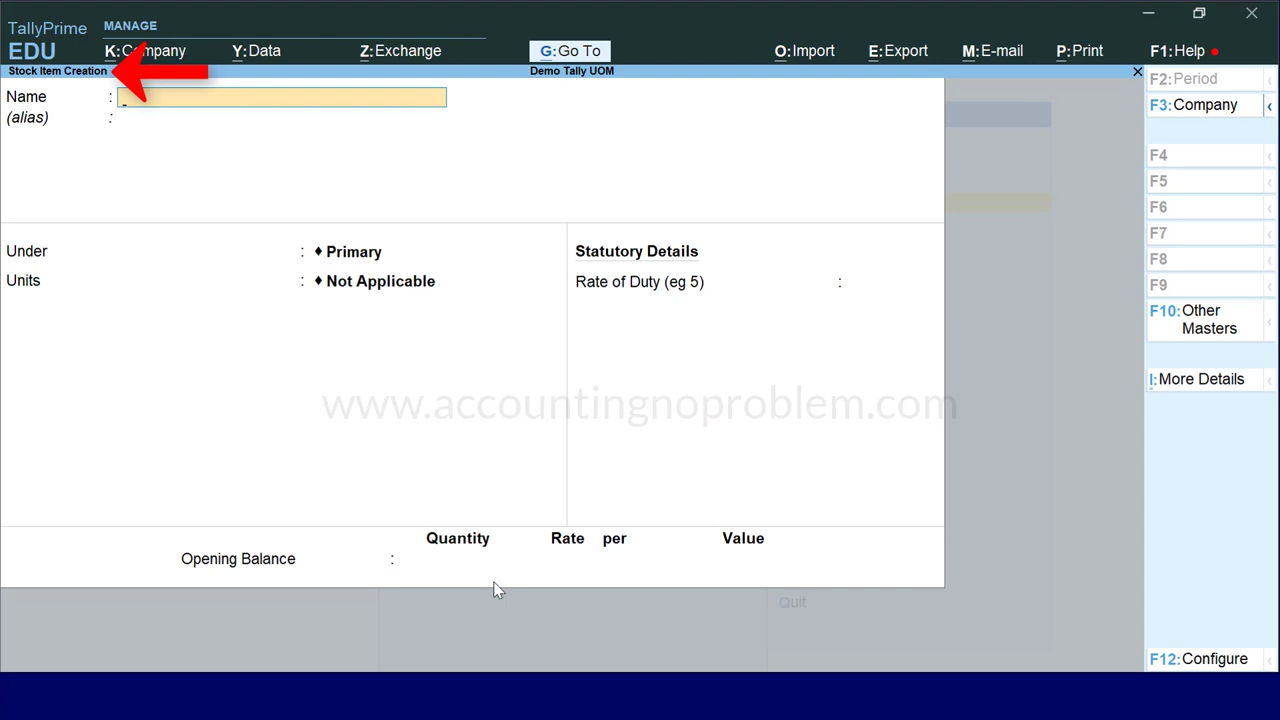 TallyPrime
MANAGE
EDU
K:Company
Y:Data
Z:Exchange
G:Go To
O:Import
E:Export
M:E-mail
P:Print
F1:Help
Stock Item Creation
Demo Tally UOM
F2:Period
Name :
F3:Company
(alias) :
F4
F5
F6
F7
F8
F9
F10:Other
Masters
I:More Details
Under : ♦ Primary
Statutory Details
Units : ♦ Not Applicable
Rate of Duty (eg 5) :
www.accountingnoproblem.com
Quantity Rate per Value
Opening Balance :
Quit
F12:Configure